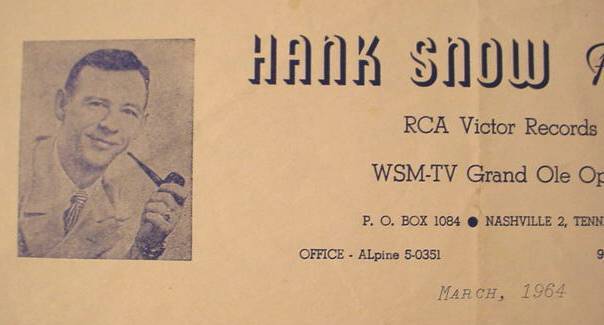 HANK SNOW
RCA Victor Records
WSM-TV Grand Ole Op
P. O. BOX 1084 ● NASHVILLE 2, TENN
OFFICE - ALpine 5-0351 9
MARCH, 1964